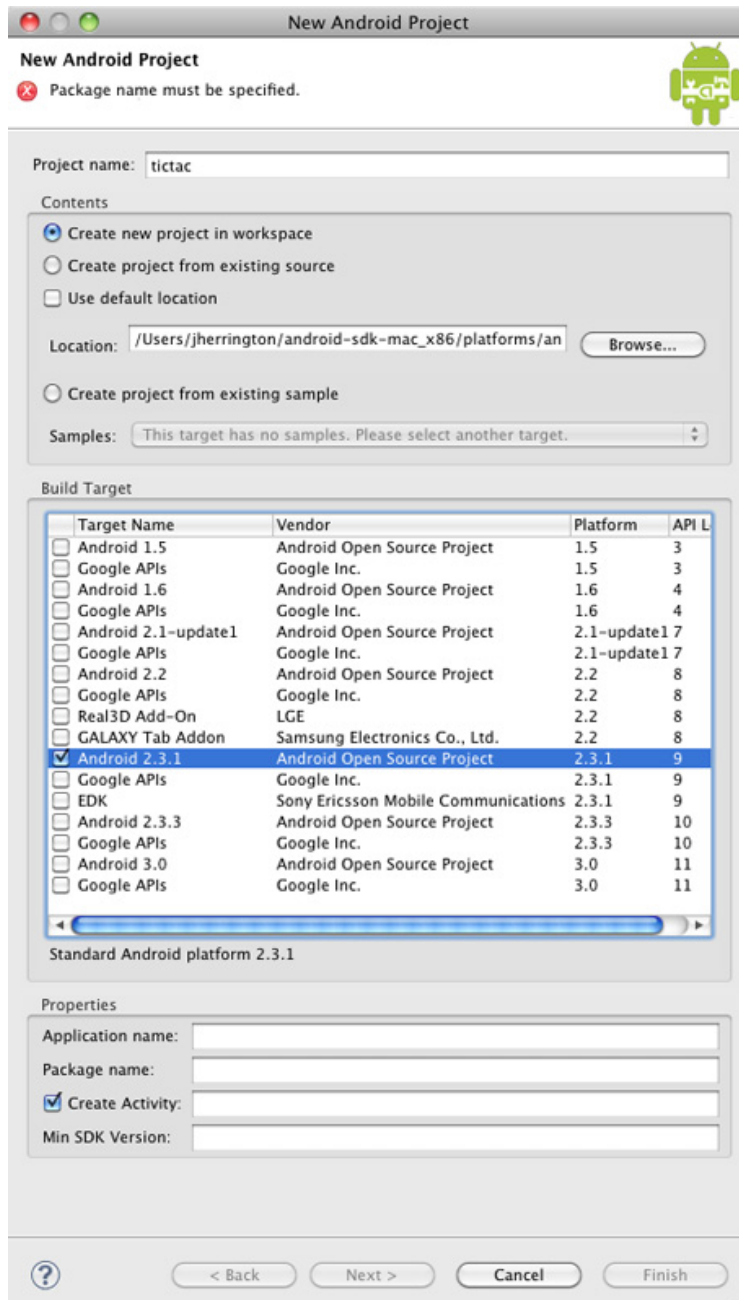 New Android Project
New Android Project
Package name must be specified.
Project name: tictac
Contents
Create new project in workspace
Create project from existing source
Use default location
Location: /Users/jherrington/android-sdk-mac_x86/platforms/an Browse...
Create project from existing sample
Samples: This target has no samples. Please select another target.
Build Target
Target Name Vendor Platform API L
Android 1.5 Android Open Source Project 1.5 3
Google APIs Google Inc. 1.5 3
Android 1.6 Android Open Source Project 1.6 4
Google APIs Google Inc. 1.6 4
Android 2.1-update1 Android Open Source Project 2.1-update1 7
Google APIs Google Inc. 2.1-update1 7
Android 2.2 Android Open Source Project 2.2 8
Google APIs Google Inc. 2.2 8
Real3D Add-On LGE 2.2 8
GALAXY Tab Addon Samsung Electronics Co., Ltd. 2.2 8
Android 2.3.1 Android Open Source Project 2.3.1 9
Google APIs Google Inc. 2.3.1 9
EDK Sony Ericsson Mobile Communications 2.3.1 9
Android 2.3.3 Android Open Source Project 2.3.3 10
Google APIs Google Inc. 2.3.3 10
Android 3.0 Android Open Source Project 3.0 11
Google APIs Google Inc. 3.0 11
Standard Android platform 2.3.1
Properties
Application name:
Package name:
Create Activity:
Min SDK Version:
? < Back Next > Cancel Finish